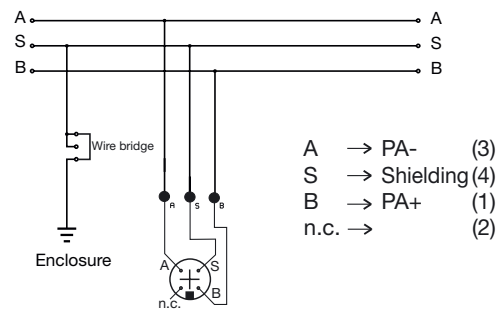 A A
S S
B B
Wire bridge
A → PA- (3)
S → Shielding (4)
B → PA+ (1)
n.c. → (2)
A S B
Enclosure
A S
B
n.c.